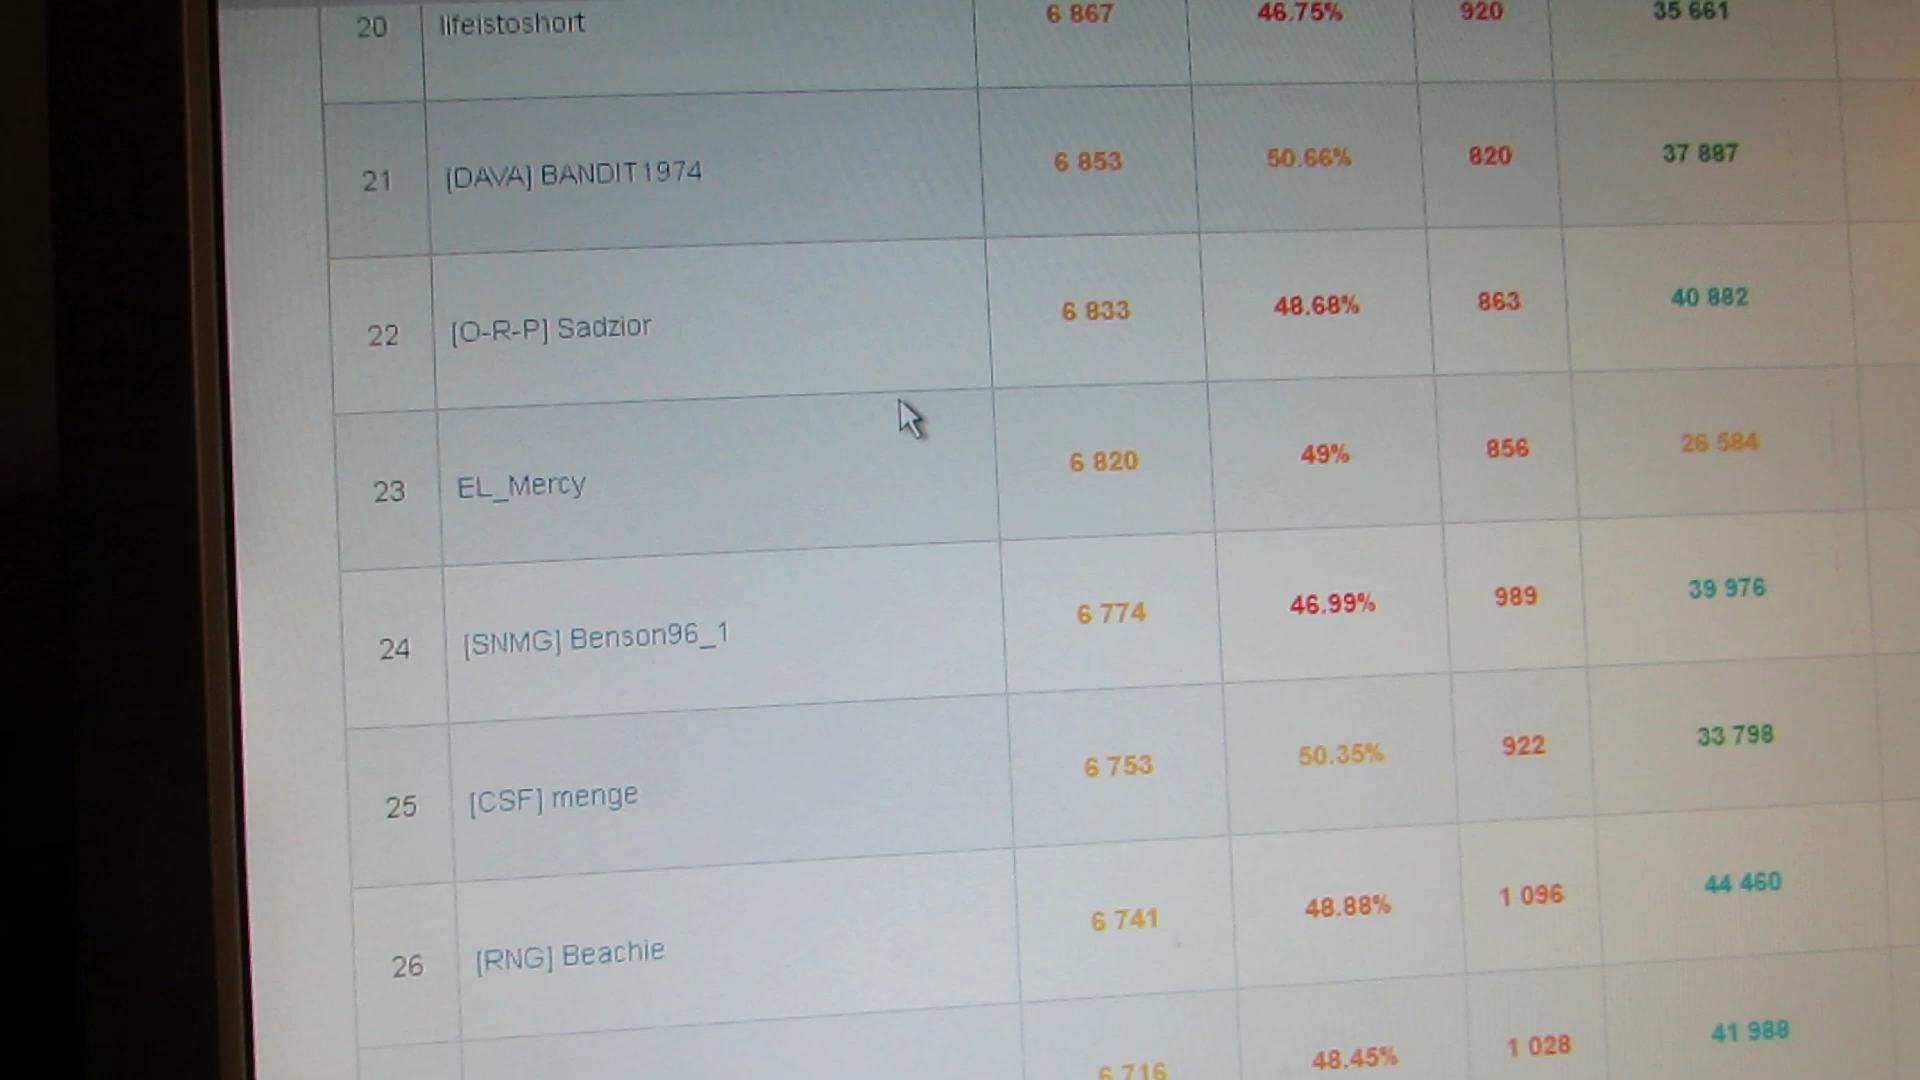 20 lifeistoshort 6 867 46.75% 920 35 661
21 [DAVA] BANDIT1974 6 853 50.66% 820 37 887
22 [O-R-P] Sadzior 6 833 48.68% 863 40 882
23 EL_Mercy 6 820 49% 856 26 584
24 [SNMG] Benson96_1 6 774 46.99% 989 39 976
25 [CSF] menge 6 753 50.35% 922 33 798
26 [RNG] Beachie 6 741 48.88% 1 096 44 460
6 716 48.45% 1 028 41 988